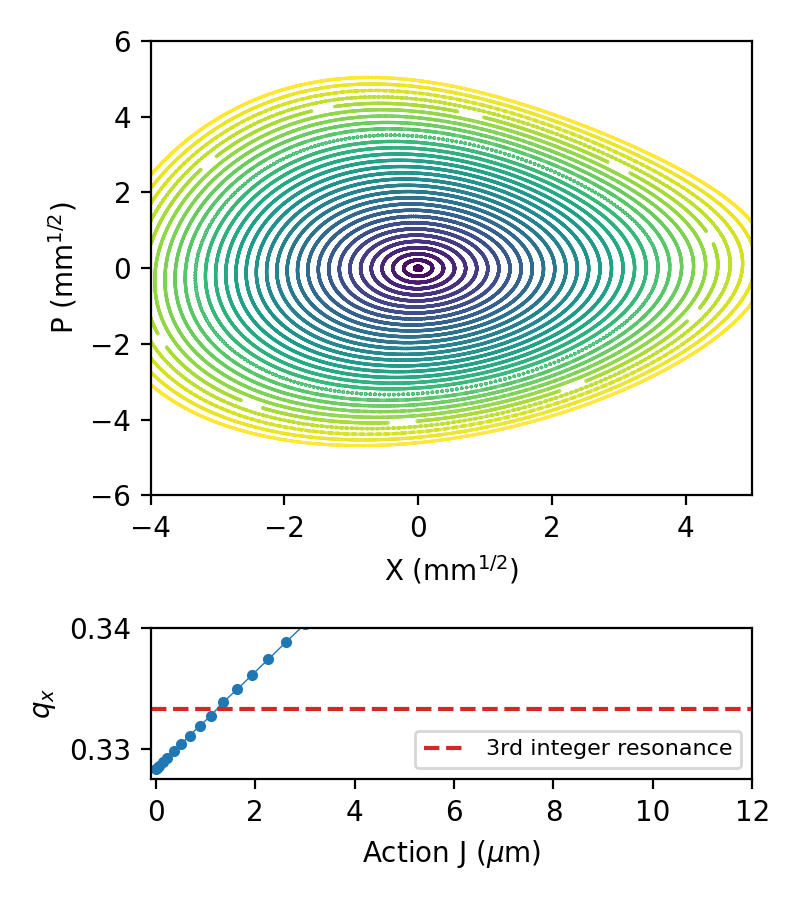 6
4
2
0
−2
−4
−6
P (mm1/2)
−4 −2 0 2 4
X (mm1/2)
0.34
0.33
qx
3rd integer resonance
0 2 4 6 8 10 12
Action J (μm)